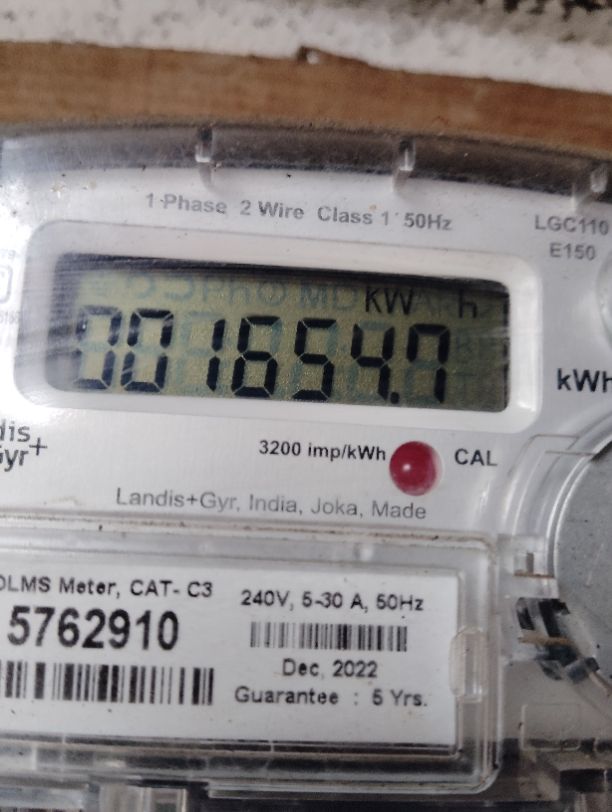 1 Phase 2 Wire Class 1 50Hz
LGC110
E150
KW h
001654.7
kWh
3200 imp/kWh
CAL
Landis+Gyr, India, Joka, Made
DLMS Meter, CAT- C3
5762910
240V, 5-30 A, 50Hz
Dec, 2022
Guarantee : 5 Yrs.